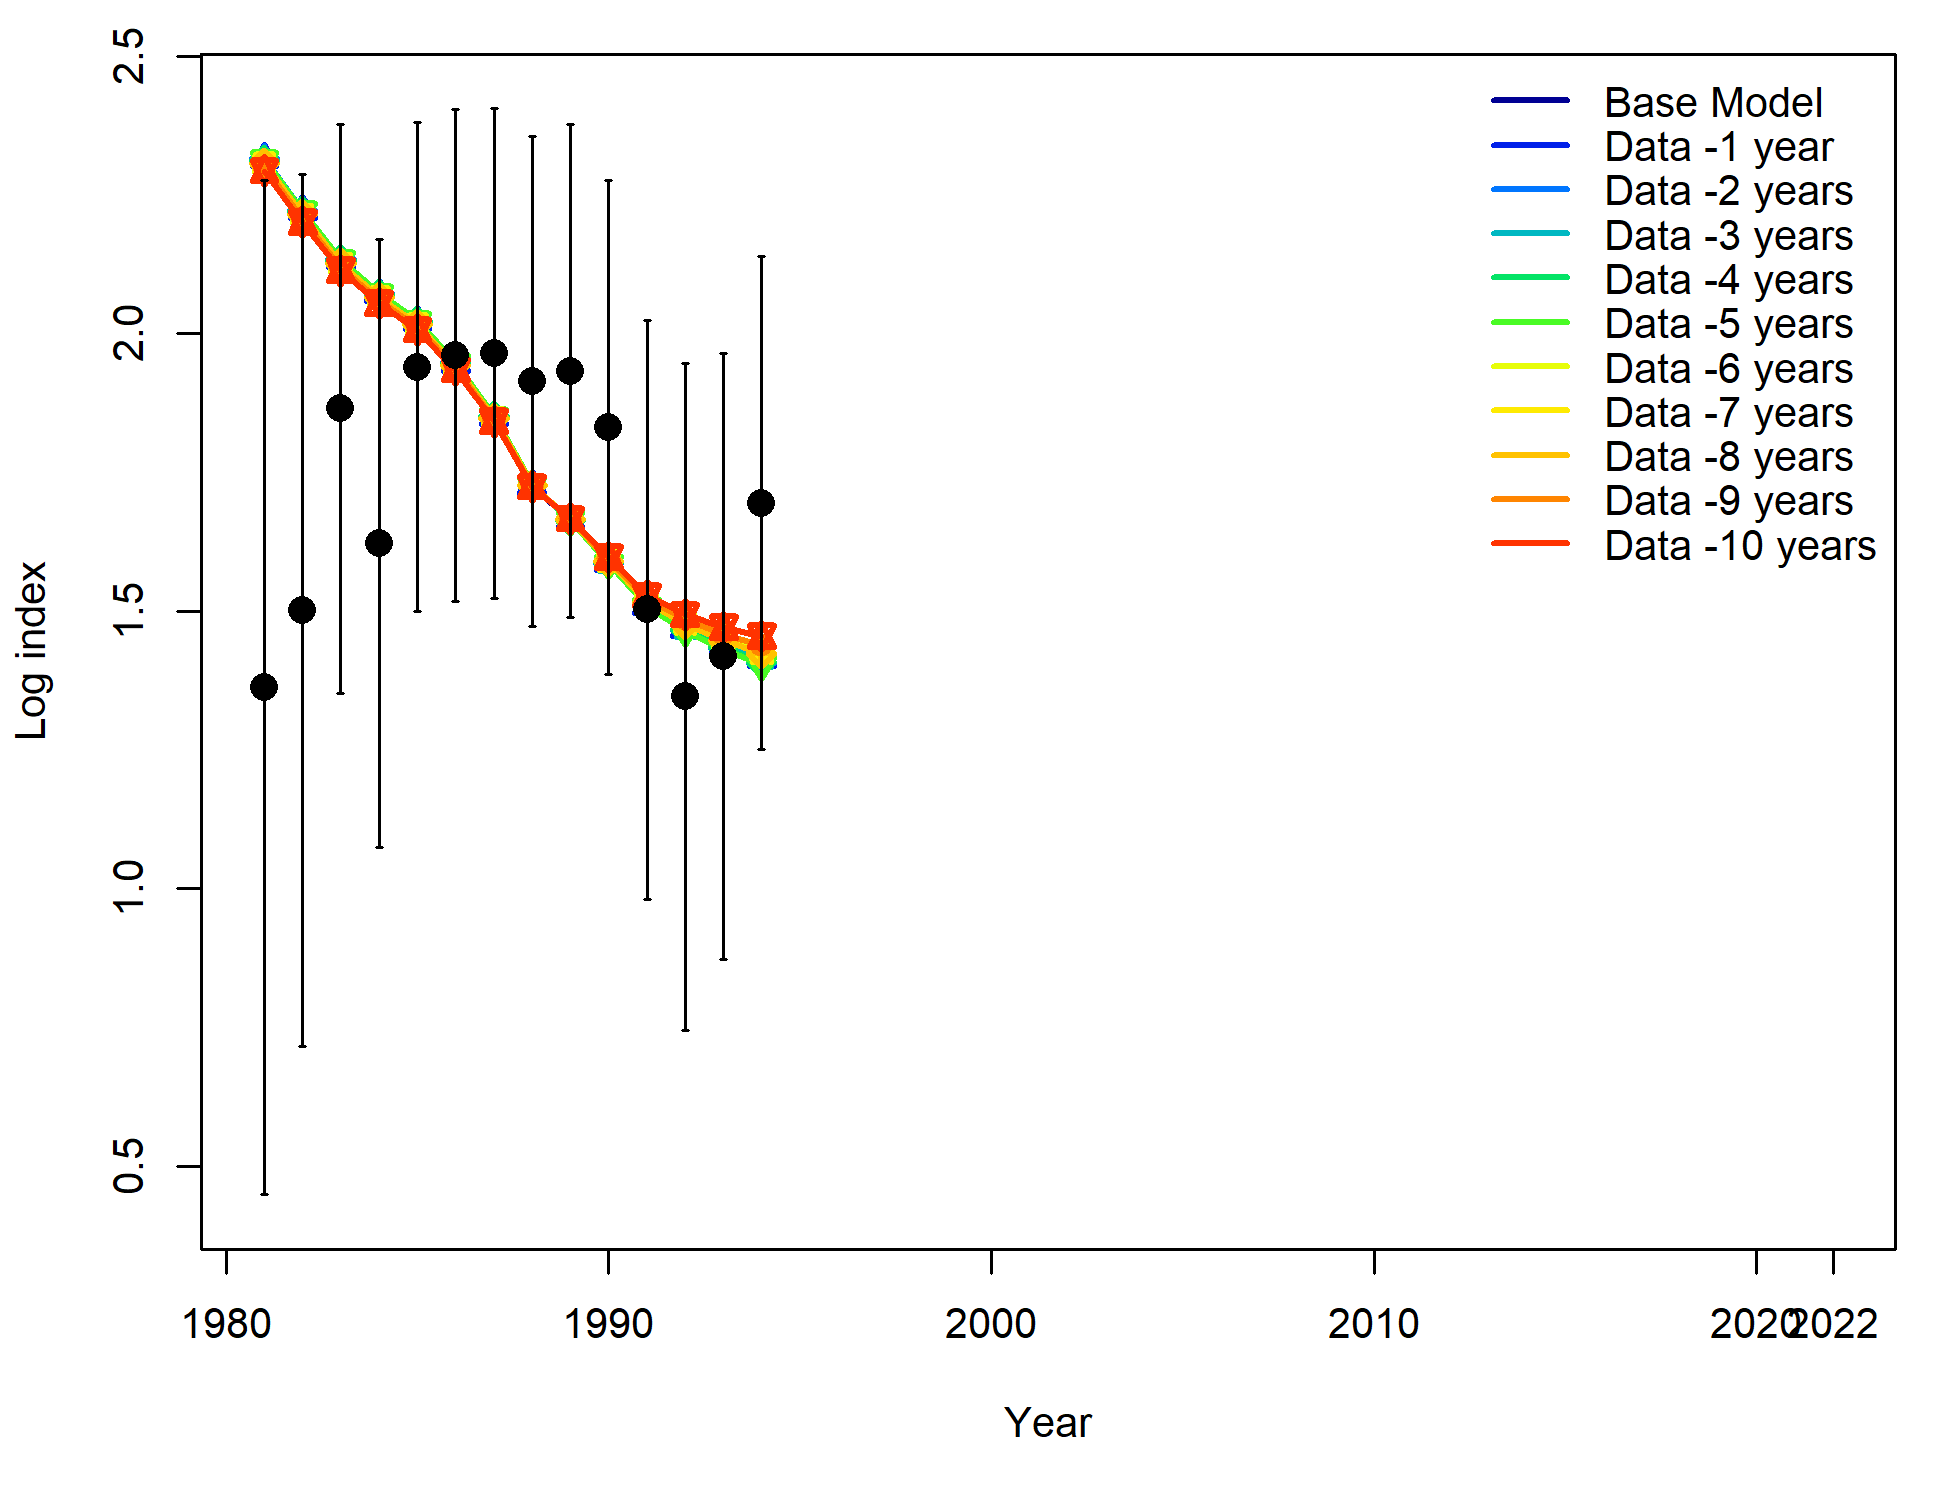 2.5
2.0
1.5
1.0
0.5
Log index
Base Model
Data -1 year
Data -2 years
Data -3 years
Data -4 years
Data -5 years
Data -6 years
Data -7 years
Data -8 years
Data -9 years
Data -10 years
1980 1990 2000 2010 2020 2022
Year